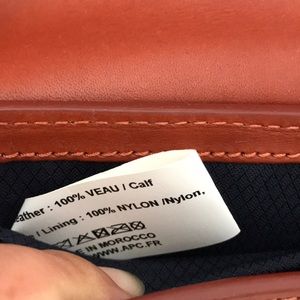 eather : 100% VEAU / Calf
/ Lining : 100% NYLON /Nylon.
IN MOROCCO
WWW.APC.FR